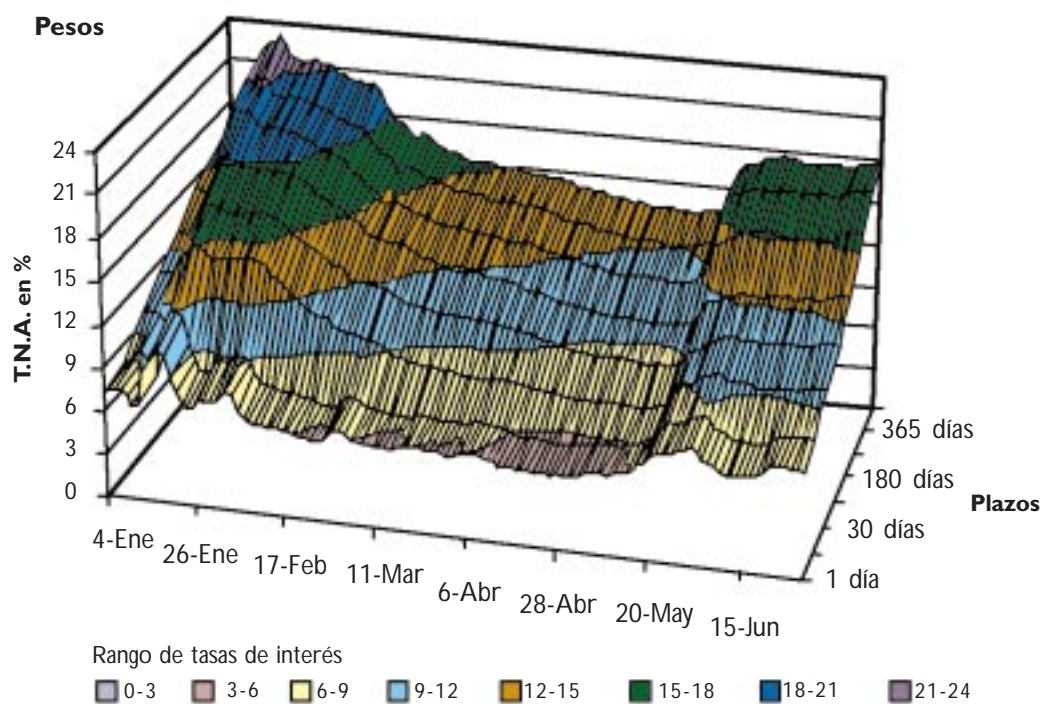 Pesos
T.N.A. en %
24
21
18
15
12
9
6
3
0
4-Ene
26-Ene
17-Feb
11-Mar
6-Abr
28-Abr
20-May
15-Jun
365 días
180 días
30 días
1 día
Plazos
Rango de tasas de interés
0-3 3-6 6-9 9-12 12-15 15-18 18-21 21-24